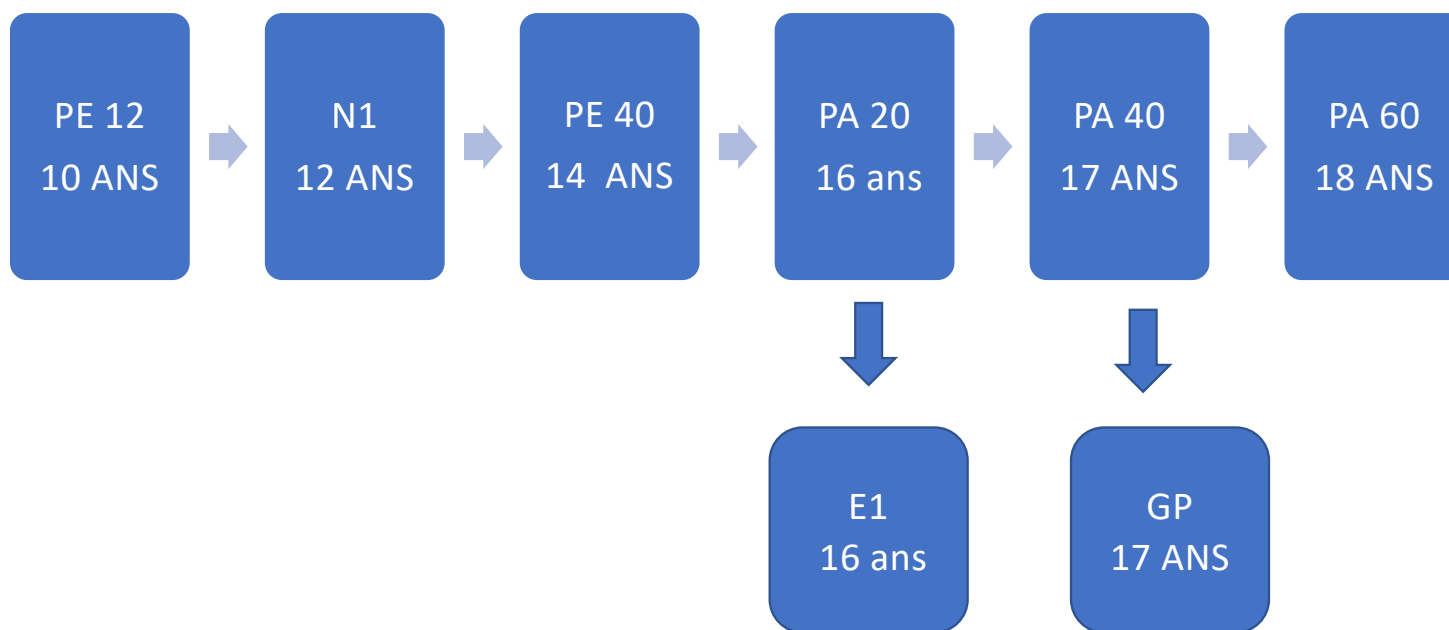 PE 12
10 ANS
N1
12 ANS
PE 40
14 ANS
PA 20
16 ans
PA 40
17 ANS
PA 60
18 ANS
E1
16 ans
GP
17 ANS